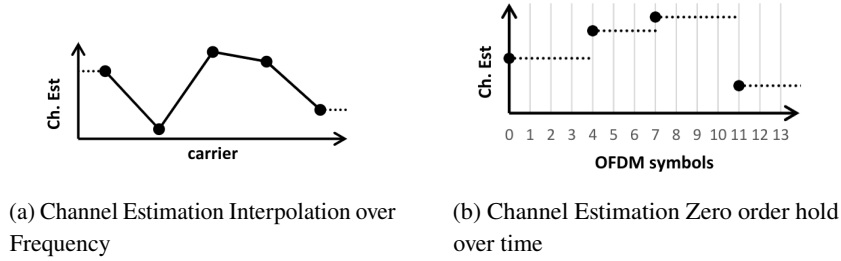 Ch. Est
carrier
(a) Channel Estimation Interpolation over
Frequency
Ch. Est
0 1 2 3 4 5 6 7 8 9 10 11 12 13
OFDM symbols
(b) Channel Estimation Zero order hold
over time